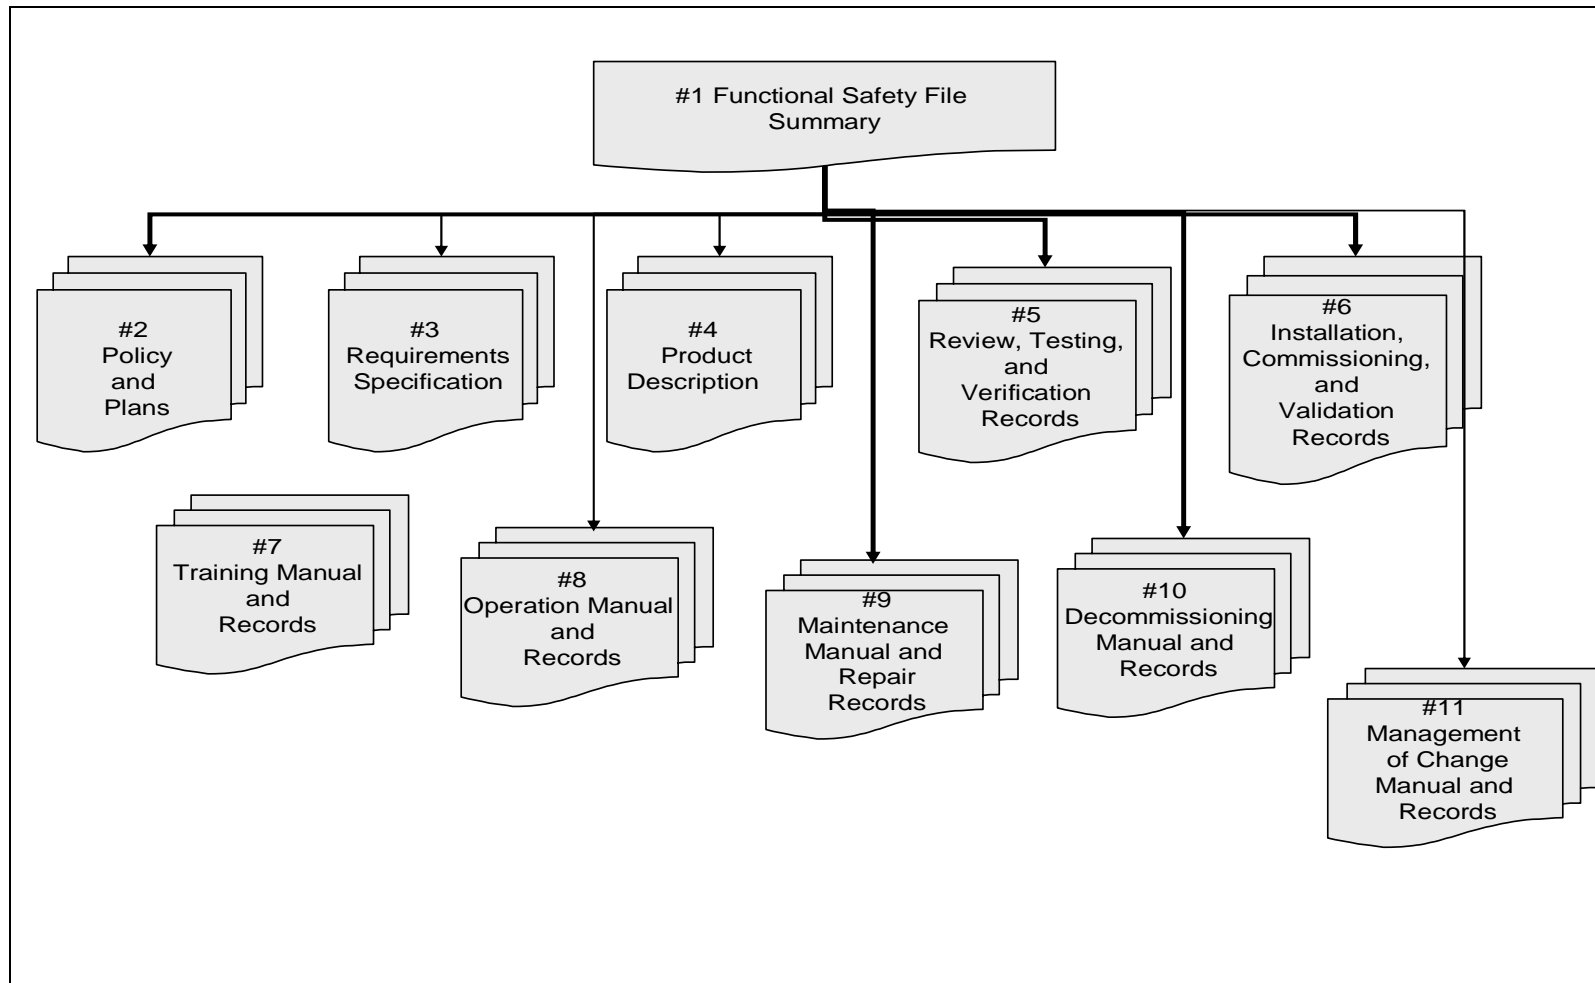 #1 Functional Safety File
Summary
#2
Policy
and
Plans
#3
Requirements
Specification
#4
Product
Description
#5
Review, Testing,
and
Verification
Records
#6
Installation,
Commissioning,
and
Validation
Records
#7
Training Manual
and
Records
#8
Operation Manual
and
Records
#9
Maintenance
Manual and
Repair
Records
#10
Decommissioning
Manual and
Records
#11
Management
of Change
Manual and
Records